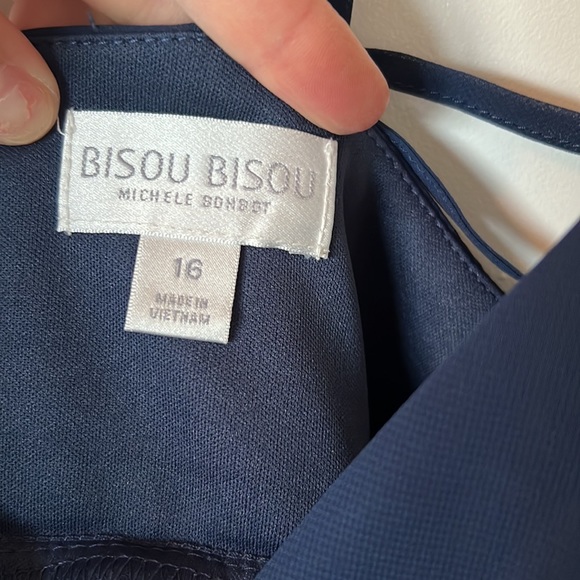 BISOU BISOU
MICHELE BOHBOT
16
MADE IN
VIETNAM